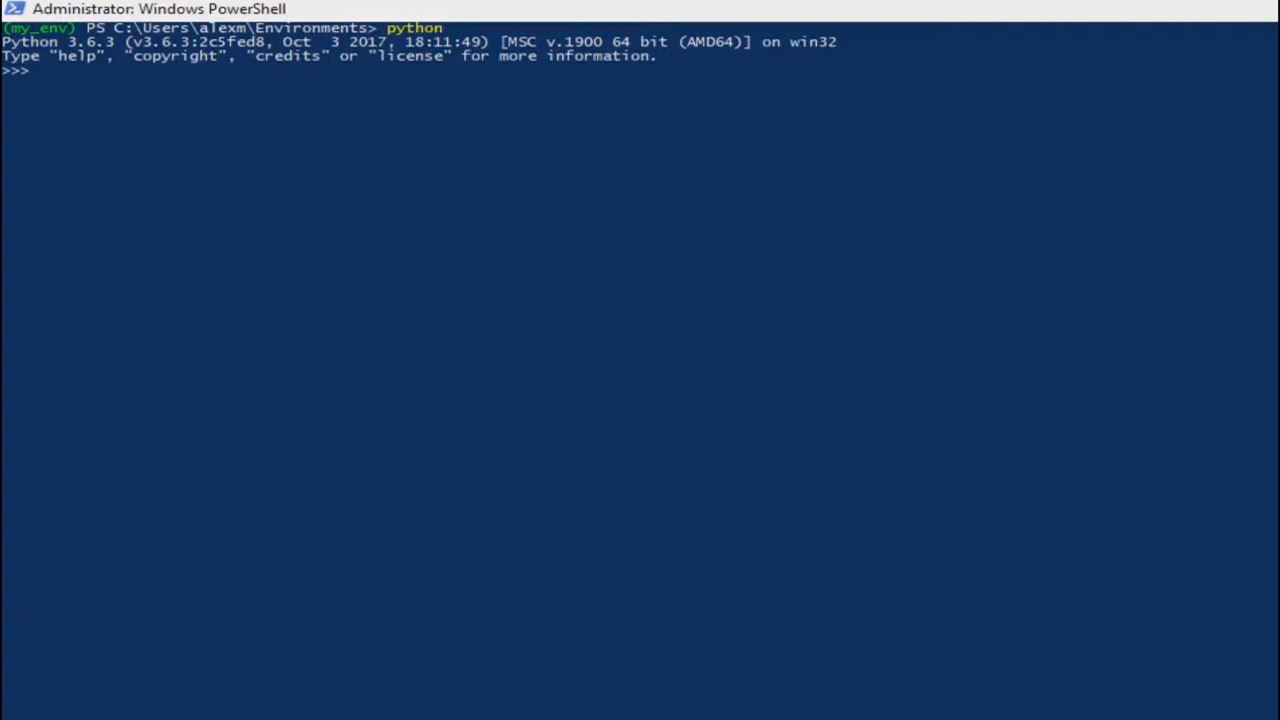 Administrator: Windows PowerShell
(my_env) PS C:\Users\alexm\Environments> python
Python 3.6.3 (v3.6.3:2c5fed8, Oct  3 2017, 18:11:49) [MSC v.1900 64 bit (AMD64)] on win32
Type "help", "copyright", "credits" or "license" for more information.
>>>